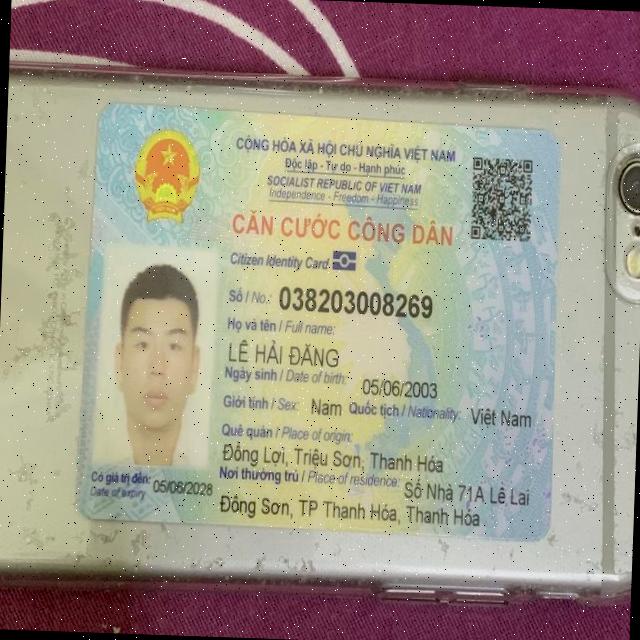 CỘNG HÒA XÃ HỘI CHỦ NGHĨA VIỆT NAM
Độc lập - Tự do - Hạnh phúc
SOCIALIST REPUBLIC OF VIET NAM
Independence - Freedom - Happiness
CĂN CƯỚC CÔNG DÂN
Citizen Identity Card
Số / No.: 038203008269
Họ và tên / Full name:
LÊ HẢI ĐĂNG
Ngày sinh / Date of birth: 05/06/2003
Giới tính / Sex: Nam Quốc tịch / Nationality: Việt Nam
Quê quán / Place of origin:
Đồng Lợi, Triệu Sơn, Thanh Hóa
Nơi thường trú / Place of residence: Số Nhà 71A Lê Lai
Đông Sơn, TP Thanh Hóa, Thanh Hóa
Có giá trị đến: 05/06/2028
Date of expiry